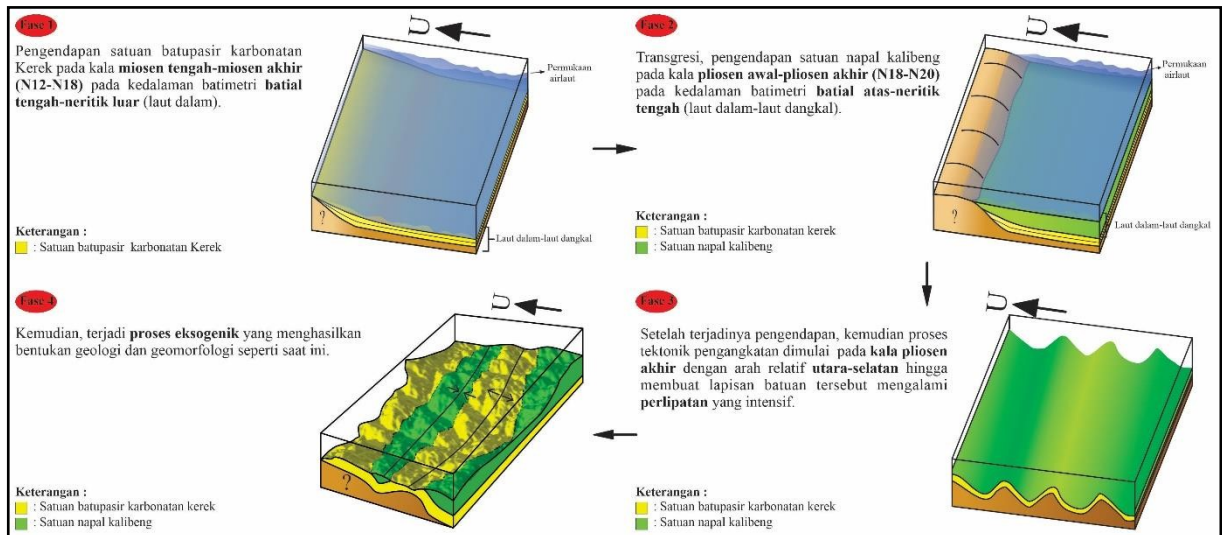 Fase 1
Pengendapan satuan batupasir karbonatan
Kerek pada kala miosen tengah-miosen akhir
(N12-N18) pada kedalaman batimetri batial
tengah-neritik luar (laut dalam).
Keterangan :
: Satuan batupasir karbonatan Kerek
U
Permukaan
airlaut
?
Laut dalam-laut dangkal
Fase 2
Transgresi, pengendapan satuan napal kalibeng
pada kala pliosen awal-pliosen akhir (N18-N20)
pada kedalaman batimetri batial atas-neritik
tengah (laut dalam-laut dangkal).
Keterangan :
: Satuan batupasir karbonatan kerek
: Satuan napal kalibeng
U
Permukaan
airlaut
?
Laut dalam-laut dangkal
Fase 3
Setelah terjadinya pengendapan, kemudian proses
tektonik pengangkatan dimulai pada kala pliosen
akhir dengan arah relatif utara-selatan hingga
membuat lapisan batuan tersebut mengalami
perlipatan yang intensif.
Keterangan :
: Satuan batupasir karbonatan kerek
: Satuan napal kalibeng
U
Fase 4
Kemudian, terjadi proses eksogenik yang menghasilkan
bentukan geologi dan geomorfologi seperti saat ini.
Keterangan :
: Satuan batupasir karbonatan kerek
: Satuan napal kalibeng
U
?